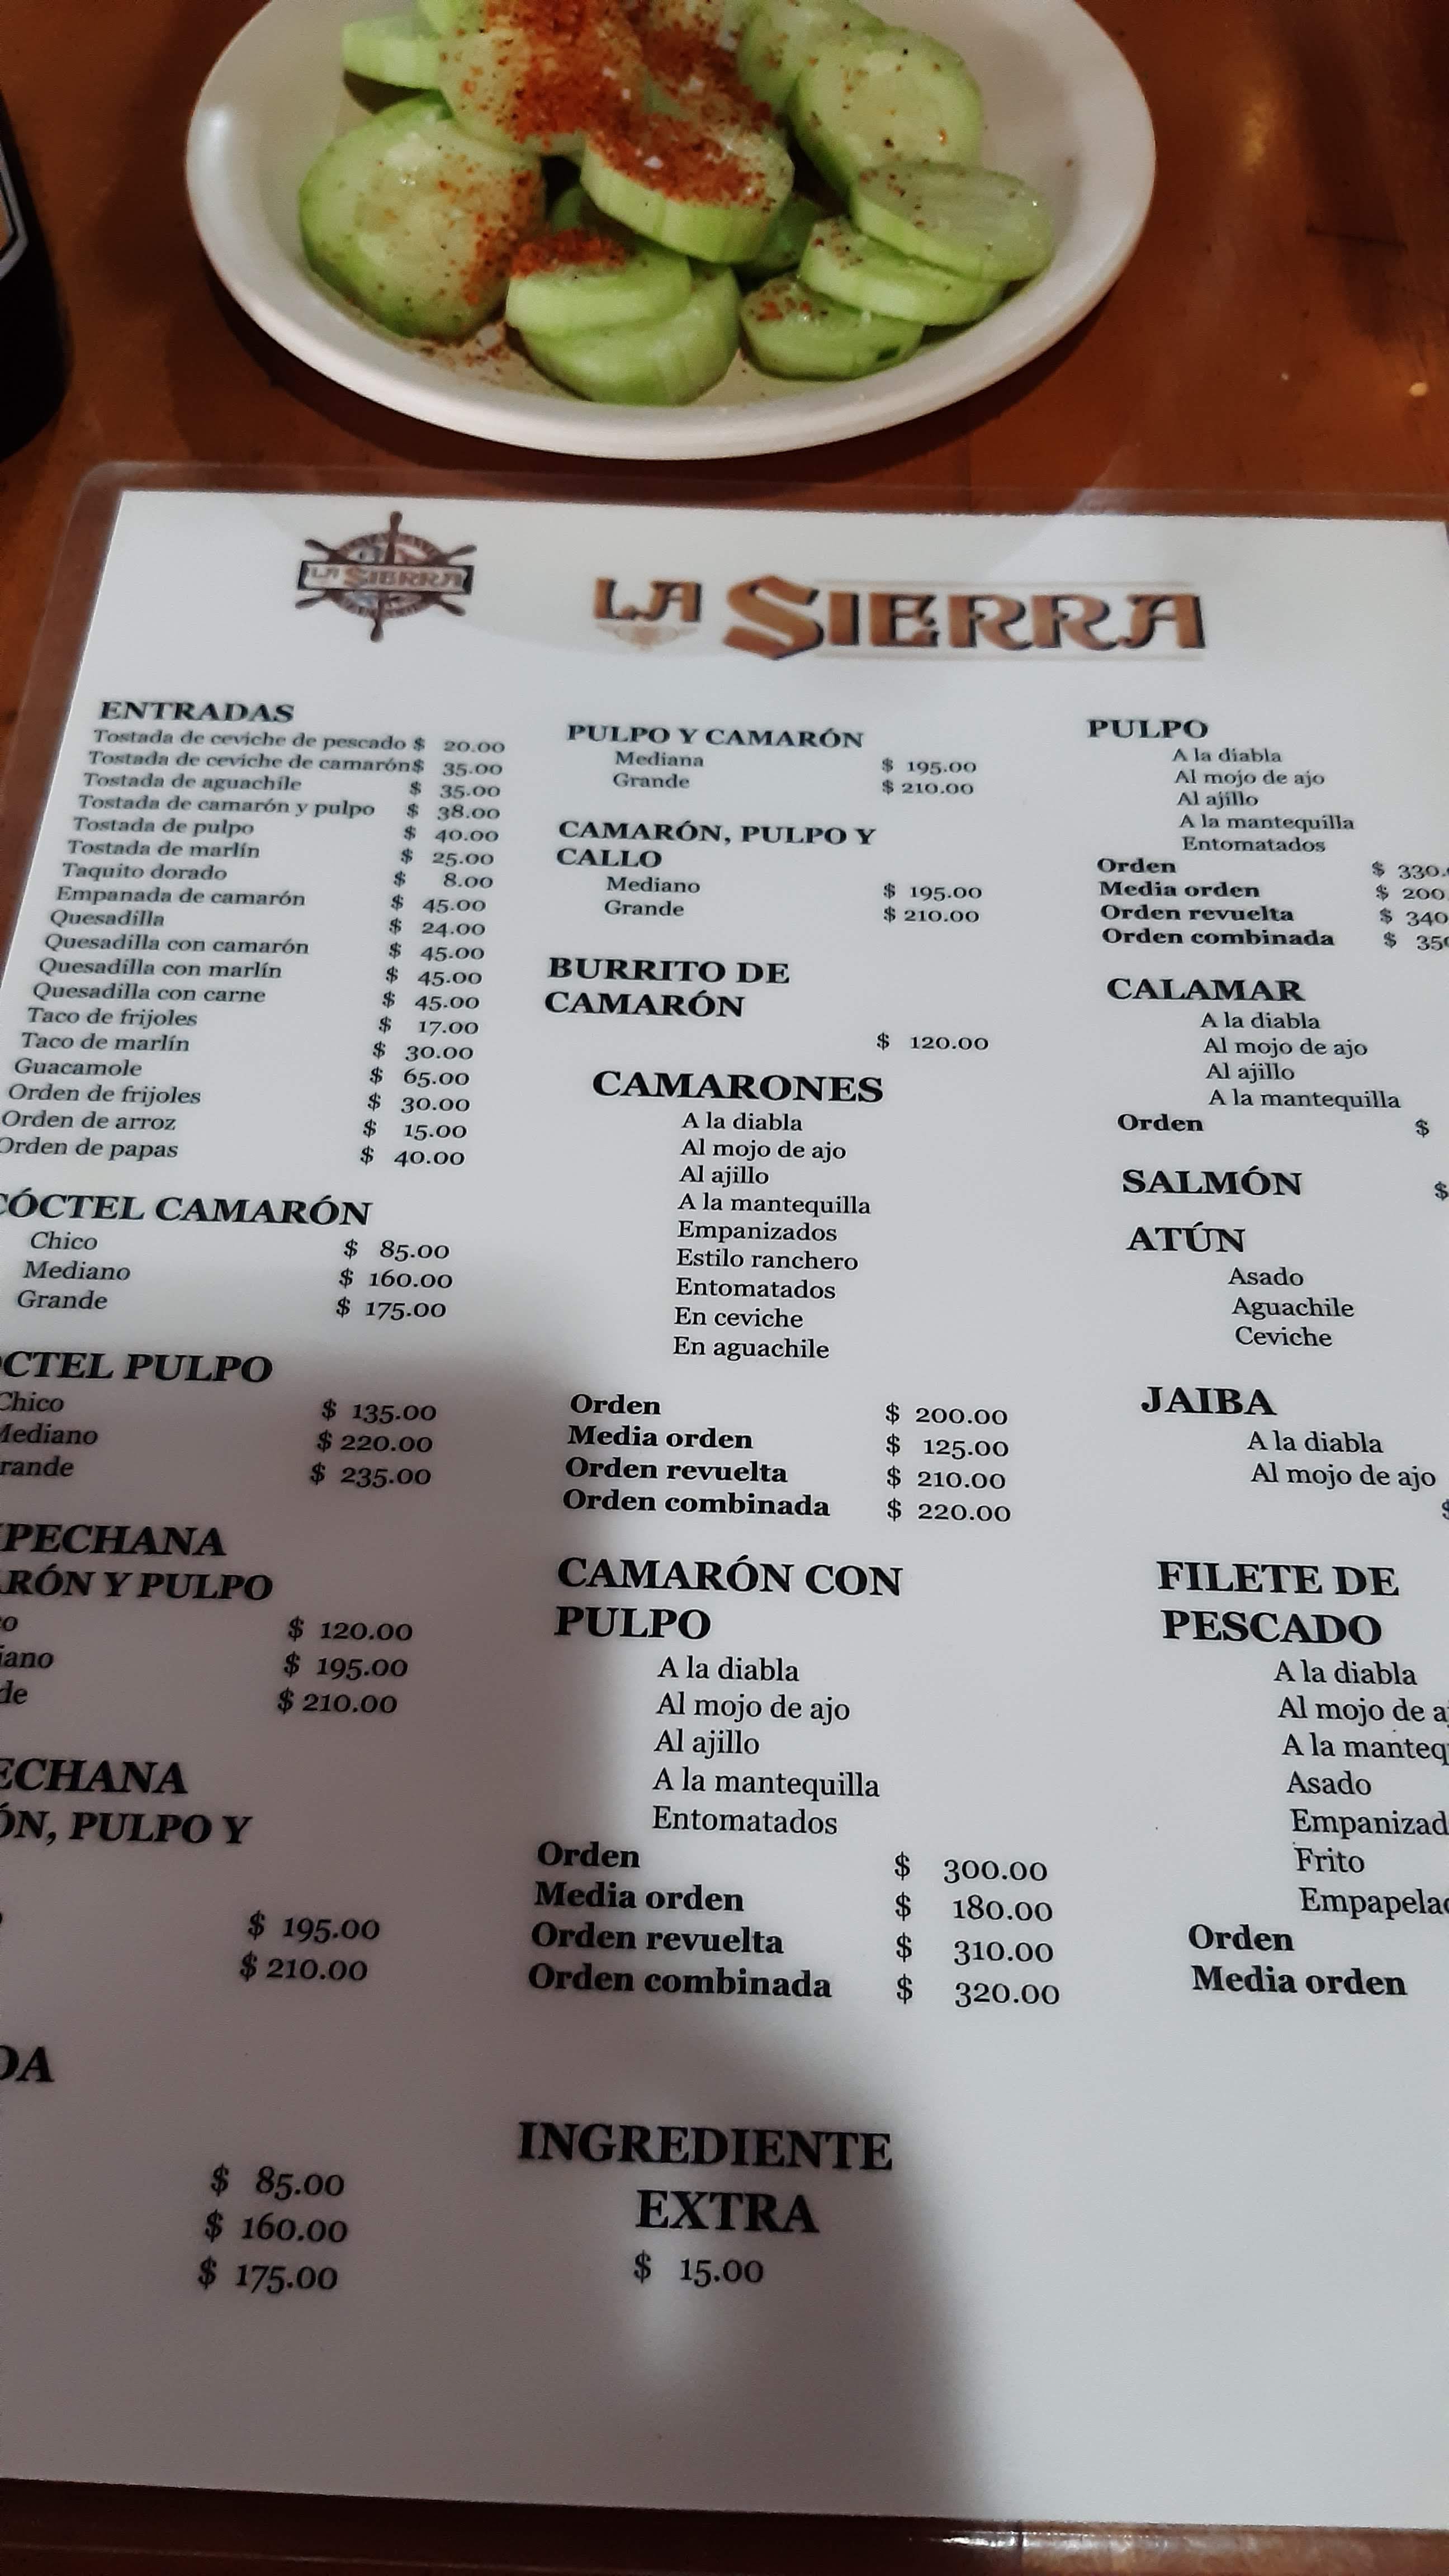 LA SIERRA
LA SIERRA
ENTRADAS
Tostada de ceviche de pescado $ 20.00
Tostada de ceviche de camarón $ 35.00
Tostada de aguachile $ 35.00
Tostada de camarón y pulpo $ 38.00
Tostada de pulpo $ 40.00
Tostada de marlín $ 25.00
Taquito dorado $ 8.00
Empanada de camarón $ 45.00
Quesadilla $ 24.00
Quesadilla con camarón $ 45.00
Quesadilla con marlín $ 45.00
Quesadilla con carne $ 45.00
Taco de frijoles $ 17.00
Taco de marlín $ 30.00
Guacamole $ 65.00
Orden de frijoles $ 30.00
Orden de arroz $ 15.00
Orden de papas $ 40.00
CÓCTEL CAMARÓN
Chico $ 85.00
Mediano $ 160.00
Grande $ 175.00
ÓCTEL PULPO
Chico $ 135.00
Mediano $ 220.00
rande $ 235.00
PECHANA
RÓN Y PULPO
o $ 120.00
iano $ 195.00
de $ 210.00
ECHANA
ÓN, PULPO Y
$ 195.00
$ 210.00
DA
$ 85.00
$ 160.00
$ 175.00
PULPO Y CAMARÓN
Mediana $ 195.00
Grande $ 210.00
CAMARÓN, PULPO Y
CALLO
Mediano $ 195.00
Grande $ 210.00
BURRITO DE
CAMARÓN
$ 120.00
CAMARONES
A la diabla
Al mojo de ajo
Al ajillo
A la mantequilla
Empanizados
Estilo ranchero
Entomatados
En ceviche
En aguachile
Orden $ 200.00
Media orden $ 125.00
Orden revuelta $ 210.00
Orden combinada $ 220.00
CAMARÓN CON
PULPO
A la diabla
Al mojo de ajo
Al ajillo
A la mantequilla
Entomatados
Orden $ 300.00
Media orden $ 180.00
Orden revuelta $ 310.00
Orden combinada $ 320.00
INGREDIENTE
EXTRA
$ 15.00
PULPO
A la diabla
Al mojo de ajo
Al ajillo
A la mantequilla
Entomatados
Orden $ 330.
Media orden $ 200
Orden revuelta $ 340
Orden combinada $ 35
CALAMAR
A la diabla
Al mojo de ajo
Al ajillo
A la mantequilla
Orden $
SALMÓN $
ATÚN
Asado
Aguachile
Ceviche
JAIBA
A la diabla
Al mojo de ajo
$
FILETE DE
PESCADO
A la diabla
Al mojo de a
A la manteq
Asado
Empanizad
Frito
Empapela
Orden
Media orden